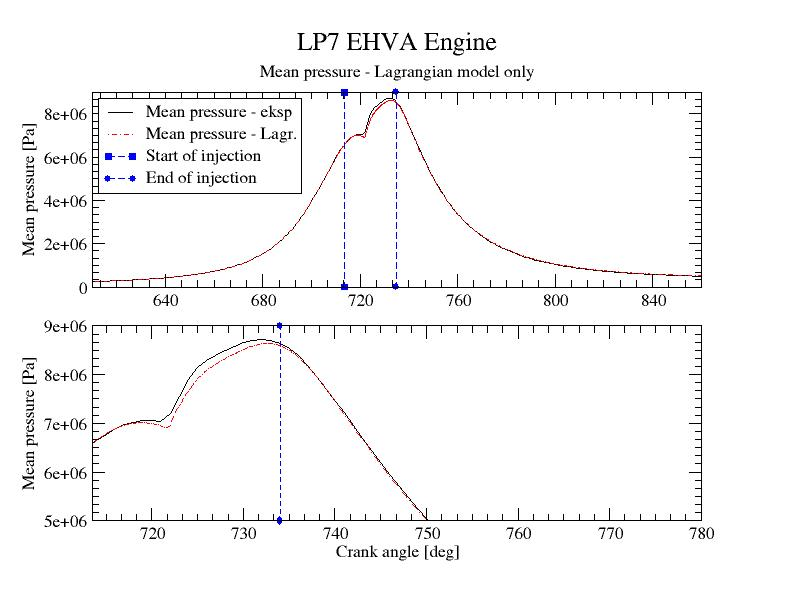 LP7 EHVA Engine
Mean pressure - Lagrangian model only
Mean pressure [Pa]
8e+06
6e+06
4e+06
2e+06
0
Mean pressure - eksp
Mean pressure - Lagr.
Start of injection
End of injection
640 680 720 760 800 840
Mean pressure [Pa]
9e+06
8e+06
7e+06
6e+06
5e+06
720 730 740 750 760 770 780
Crank angle [deg]